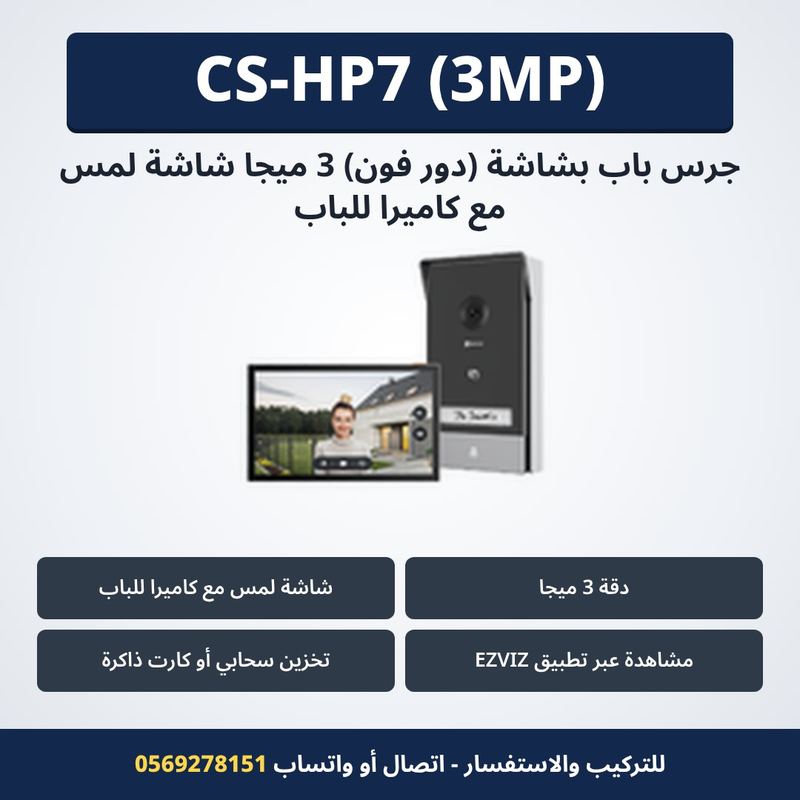 CS-HP7 (3MP)
جرس باب بشاشة (دور فون) 3 ميجا شاشة لمس
مع كاميرا للباب
دقة 3 ميجا
شاشة لمس مع كاميرا للباب
مشاهدة عبر تطبيق EZVIZ
تخزين سحابي أو كارت ذاكرة
للتركيب والاستفسار - اتصال أو واتساب 0569278151